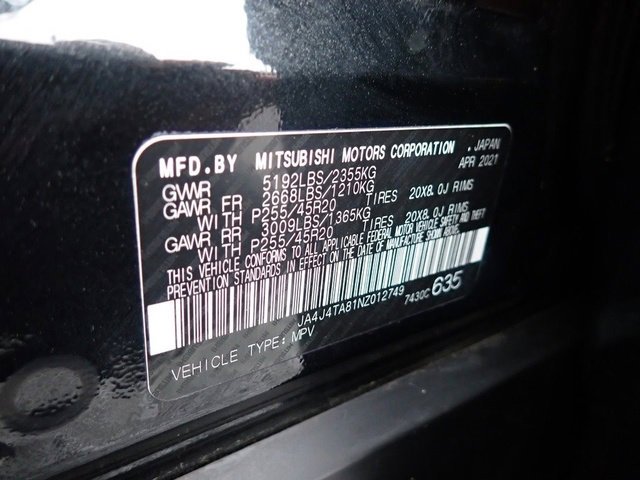 MFD.BY MITSUBISHI MOTORS CORPORATION, JAPAN
APR 2021
GVWR 5192LBS/2355KG
GAWR FR 2668LBS/1210KG
WITH P255/45R20 TIRES 20X8.0J RIMS
GAWR RR 3009LBS/1365KG
WITH P255/45R20 TIRES 20X8.0J RIMS
THIS VEHICLE CONFORMS TO ALL APPLICABLE FEDERAL MOTOR VEHICLE SAFETY AND THEFT
PREVENTION STANDARDS IN EFFECT ON THE DATE OF MANUFACTURE SHOWN ABOVE.
JA4J4TA81NZ012749 7430C 635
VEHICLE TYPE: MPV